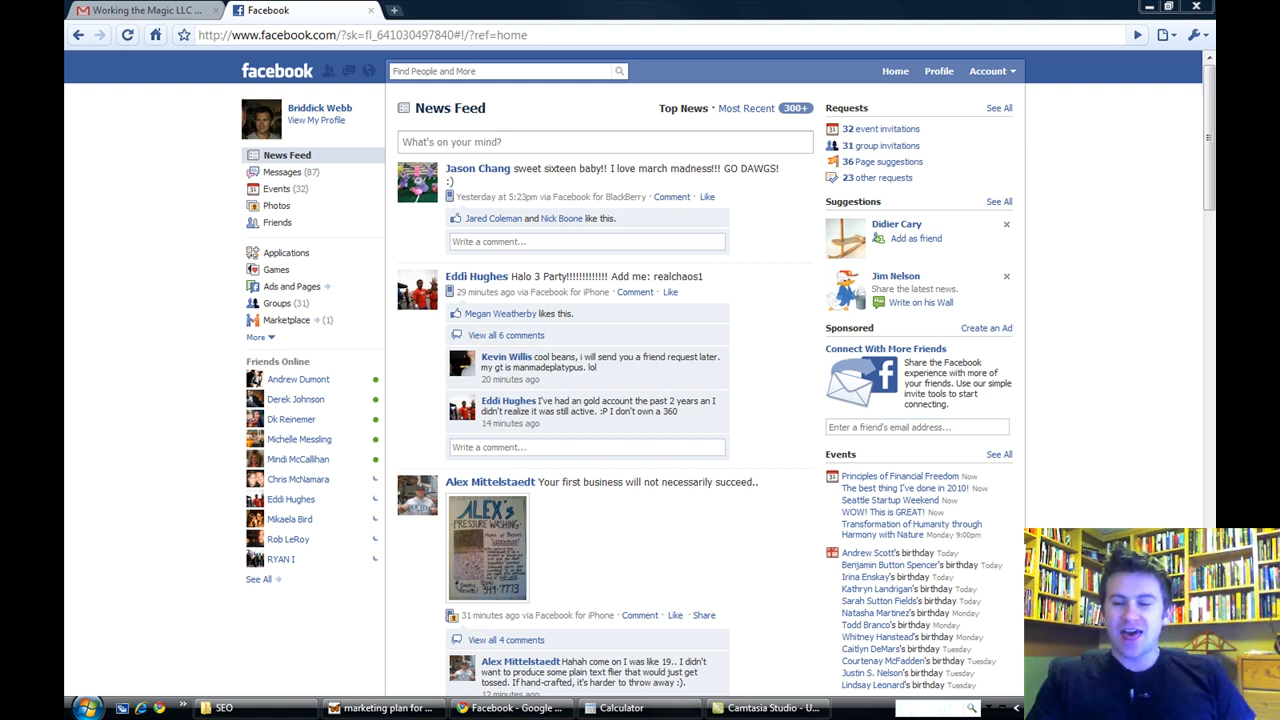 Working the Magic LLC ...
Facebook
http://www.facebook.com/?sk=fl_641030497840#!/?ref=home
facebook
Find People and More
Home
Profile
Account
Briddick Webb
View My Profile
News Feed
Messages (87)
Events (32)
Photos
Friends
Applications
Games
Ads and Pages
Groups (31)
Marketplace (1)
More
Friends Online
Andrew Dumont
Derek Johnson
Dk Reinemer
Michelle Messling
Mindi McCallihan
Chris McNamara
Eddi Hughes
Mikaela Bird
Rob LeRoy
RYAN I
See All
News Feed
Top News · Most Recent 300+
What's on your mind?
Jason Chang sweet sixteen baby!! I love march madness!!! GO DAWGS!
:)
Yesterday at 5:23pm via Facebook for BlackBerry · Comment · Like
Jared Coleman and Nick Boone like this.
Write a comment...
Eddi Hughes Halo 3 Party!!!!!!!!!!!!! Add me: realchaos1
29 minutes ago via Facebook for iPhone · Comment · Like
Megan Weatherby likes this.
View all 6 comments
Kevin Willis cool beans, i will send you a friend request later.
my gt is manmadeplatypus. lol
20 minutes ago
Eddi Hughes I've had an gold account the past 2 years an I
didn't realize it was still active. :P I don't own a 360
14 minutes ago
Write a comment...
Alex Mittelstaedt Your first business will not necessarily succeed..
ALEX's
PRESSURE WASHING
349-7773
31 minutes ago via Facebook for iPhone · Comment · Like · Share
View all 4 comments
Alex Mittelstaedt Hahah come on I was like 19.. I didn't
want to produce some plain text flier that would just get
tossed. If hand-crafted, it's harder to throw away :).
12 minutes ago
Requests
See All
32 event invitations
31 group invitations
36 Page suggestions
23 other requests
Suggestions
See All
Didier Cary
Add as friend
Jim Nelson
Share the latest news.
Write on his Wall
Sponsored
Create an Ad
Connect With More Friends
Share the Facebook
experience with more of
your friends. Use our simple
invite tools to start
connecting.
Enter a friend's email address...
Events
See All
Principles of Financial Freedom Now
The best thing I've done in 2010! Now
Seattle Startup Weekend Now
WOW! This is GREAT! Now
Transformation of Humanity through
Harmony with Nature Monday 9:00pm
Andrew Scott's birthday Today
Benjamin Button Spencer's birthday Today
Irina Enskay's birthday Today
Kathryn Landrigan's birthday Today
Sarah Sutton Fields's birthday Today
Natasha Martinez's birthday Monday
Todd Branco's birthday Monday
Whitney Hanstead's birthday Monday
Caitlyn DeMars's birthday Tuesday
Courtenay McFadden's birthday Tuesday
Justin S. Nelson's birthday Tuesday
Lindsay Leonard's birthday Tuesday
SEO
marketing plan for ...
Facebook - Google ...
Calculator
Camtasia Studio - U...